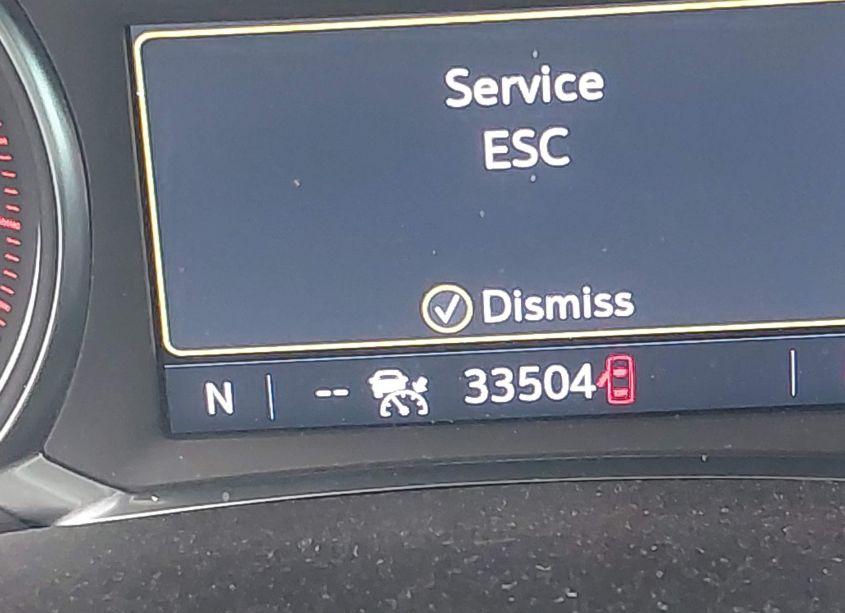 Service
ESC
Dismiss
N -- 33504